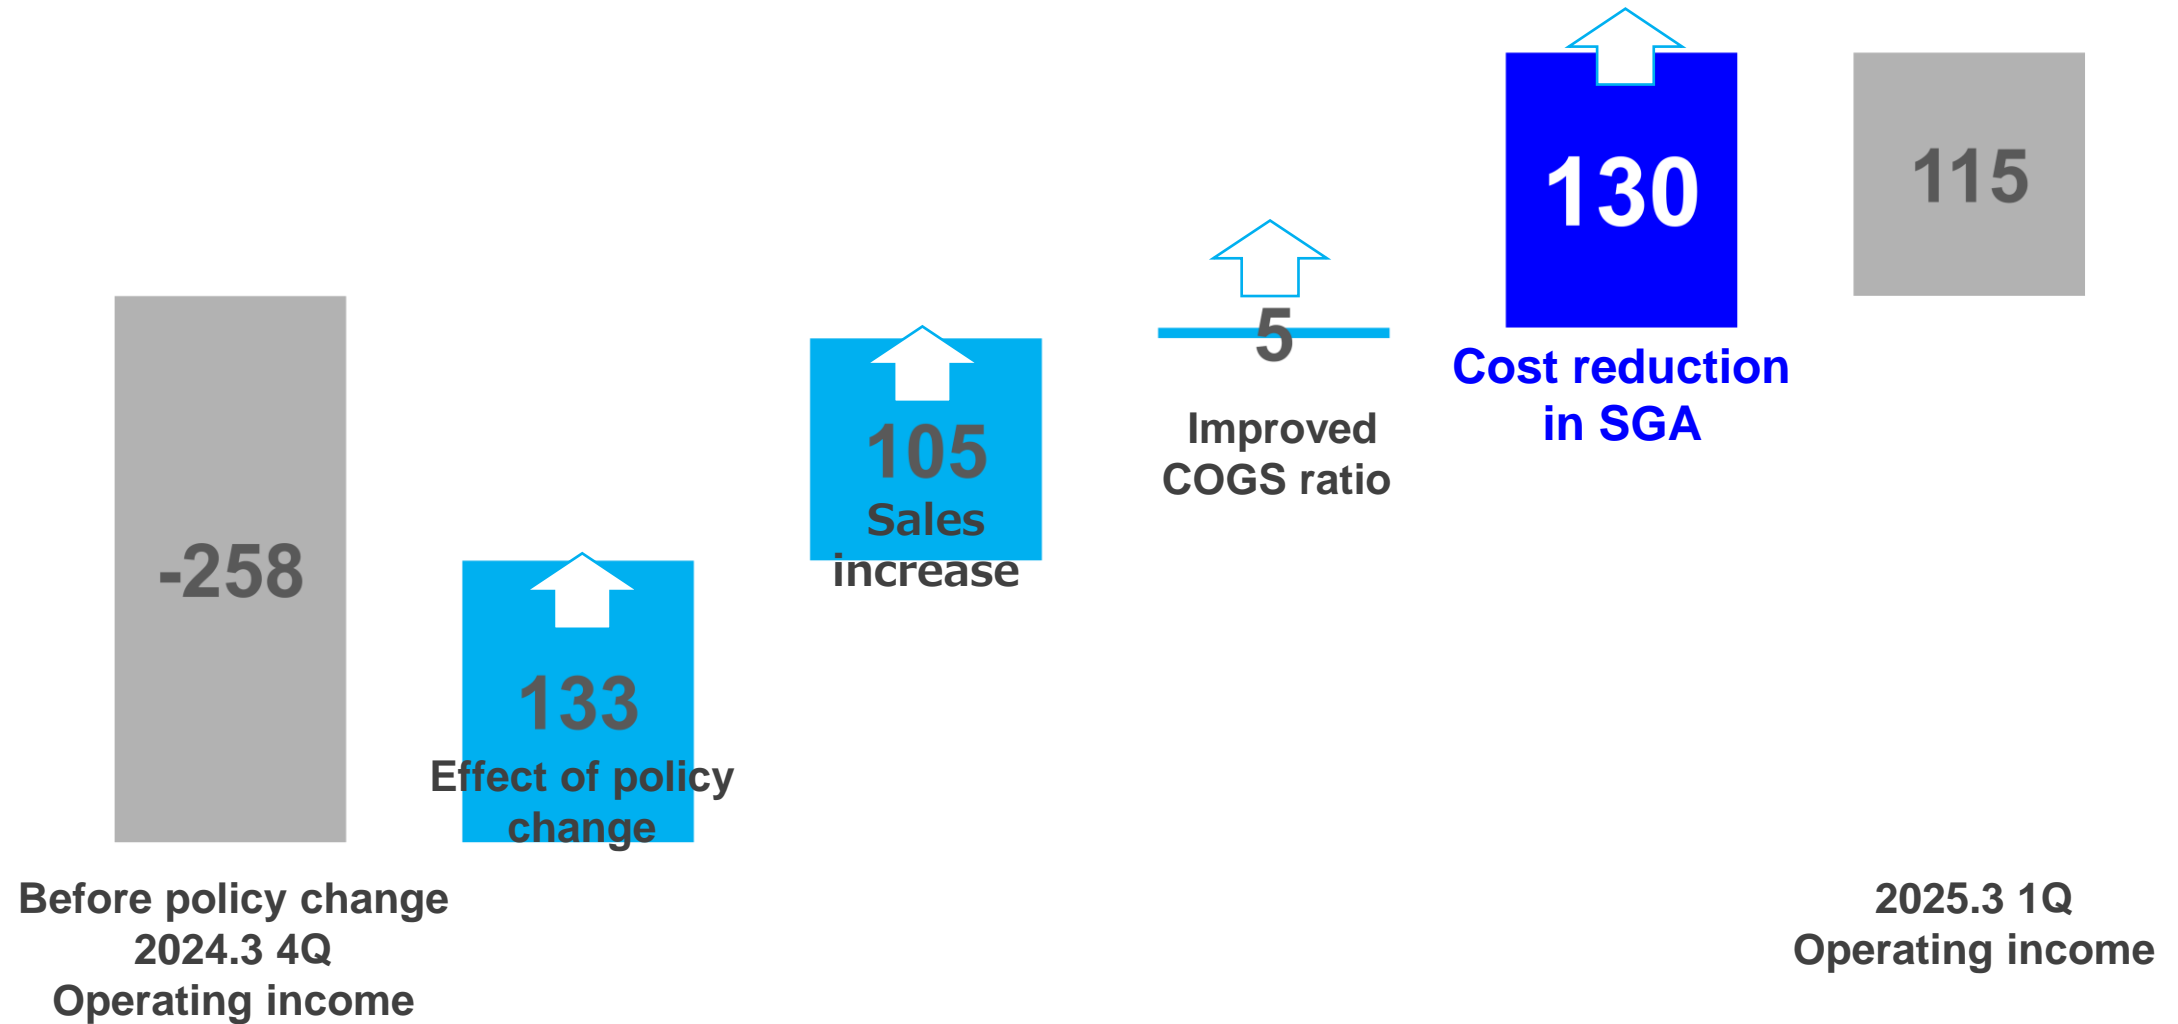 -258
Before policy change
2024.3 4Q
Operating income
133
Effect of policy
change
105
Sales
increase
5
Improved
COGS ratio
130
Cost reduction
in SGA
115
2025.3 1Q
Operating income